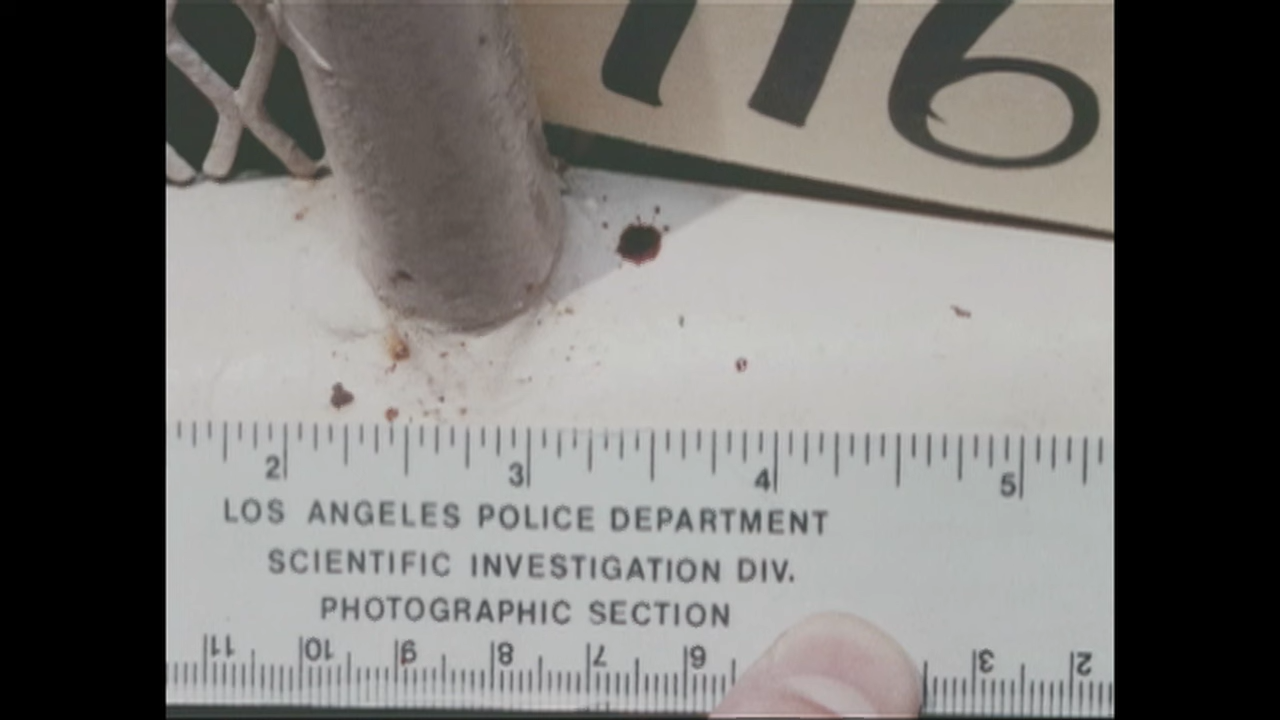 116
2 3 4 5
LOS ANGELES POLICE DEPARTMENT
SCIENTIFIC INVESTIGATION DIV.
PHOTOGRAPHIC SECTION
11 10 9 8 7 6 3 2